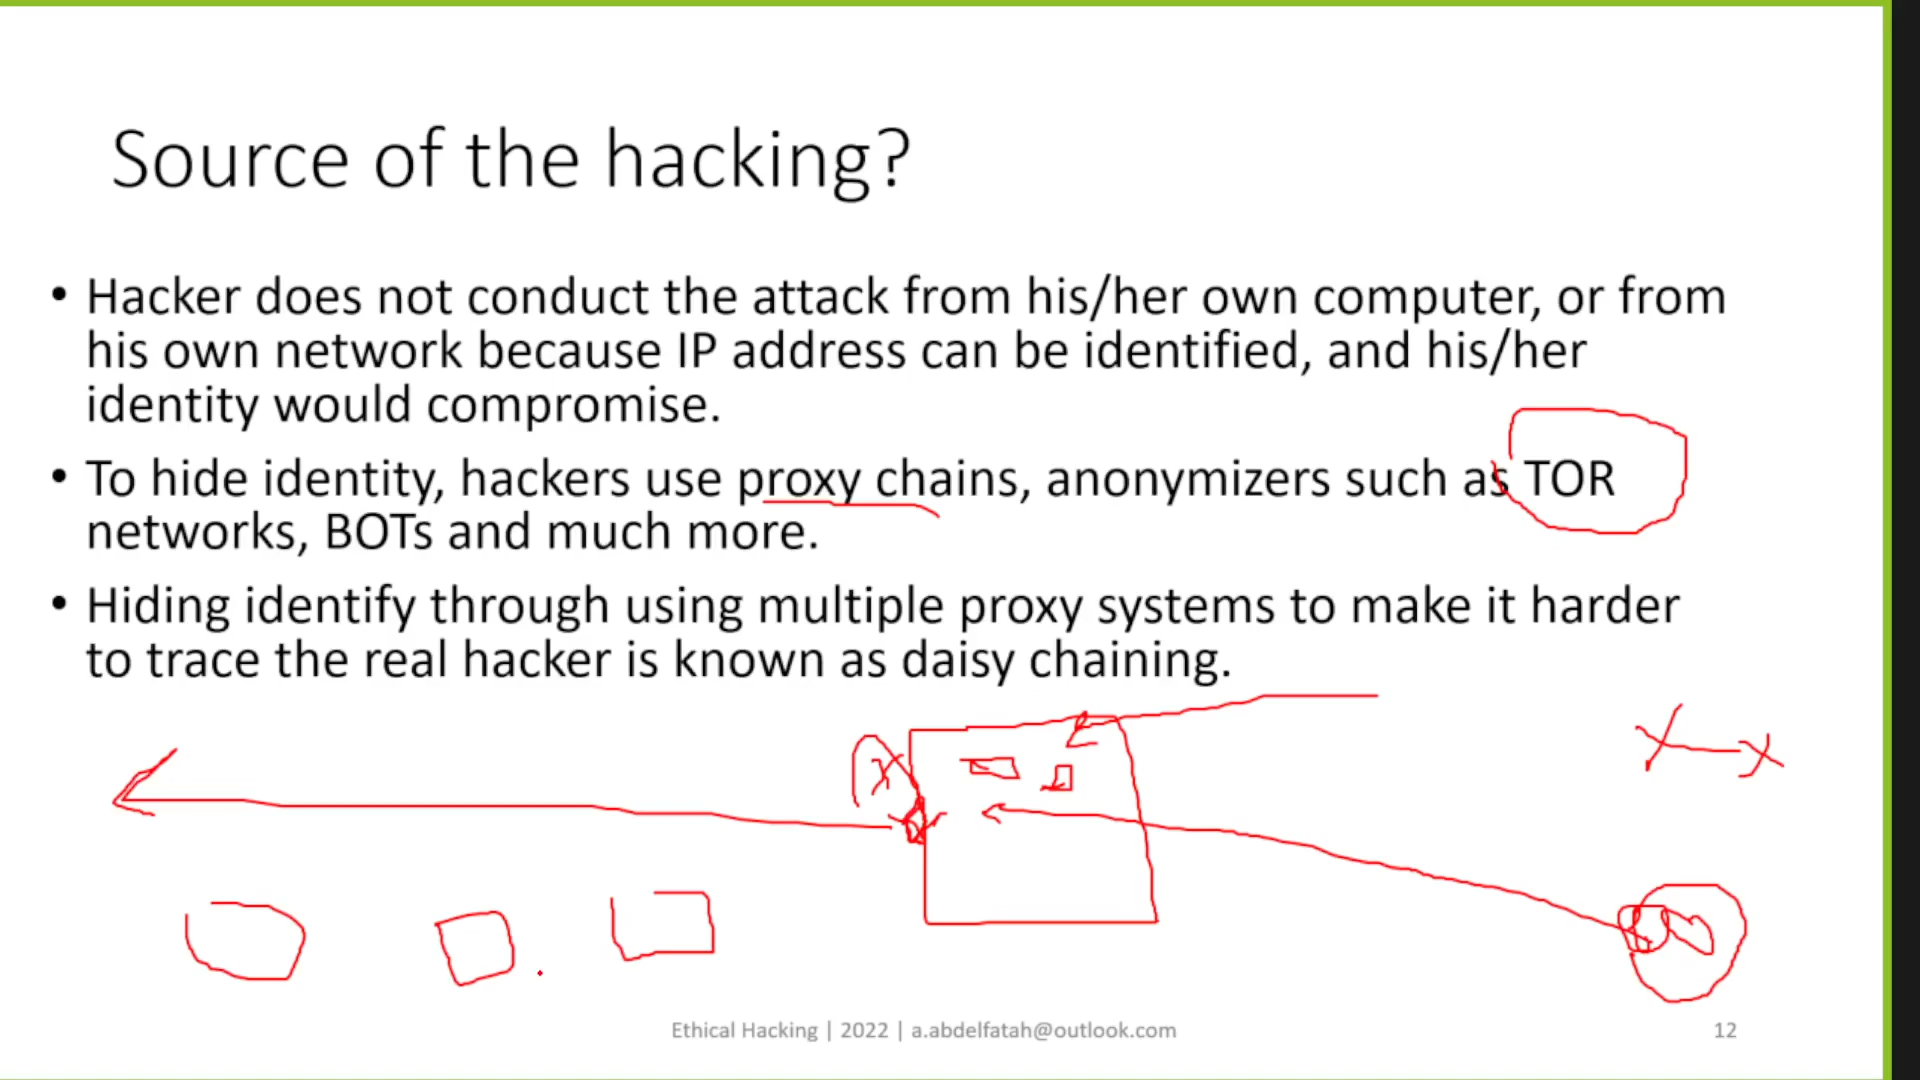 Source of the hacking?
• Hacker does not conduct the attack from his/her own computer, or from
his own network because IP address can be identified, and his/her
identity would compromise.
• To hide identity, hackers use proxy chains, anonymizers such as TOR
networks, BOTs and much more.
• Hiding identify through using multiple proxy systems to make it harder
to trace the real hacker is known as daisy chaining.
Ethical Hacking | 2022 | a.abdelfatah@outlook.com
12